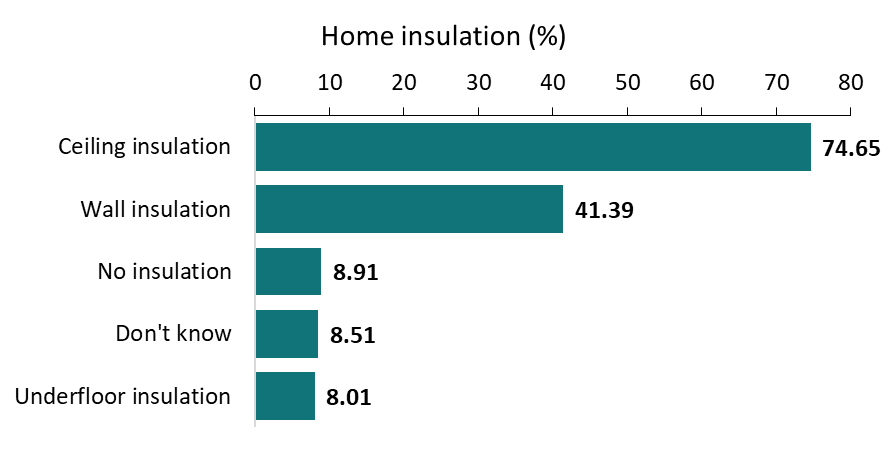 Home insulation (%)
0 10 20 30 40 50 60 70 80
Ceiling insulation 74.65
Wall insulation 41.39
No insulation 8.91
Don't know 8.51
Underfloor insulation 8.01